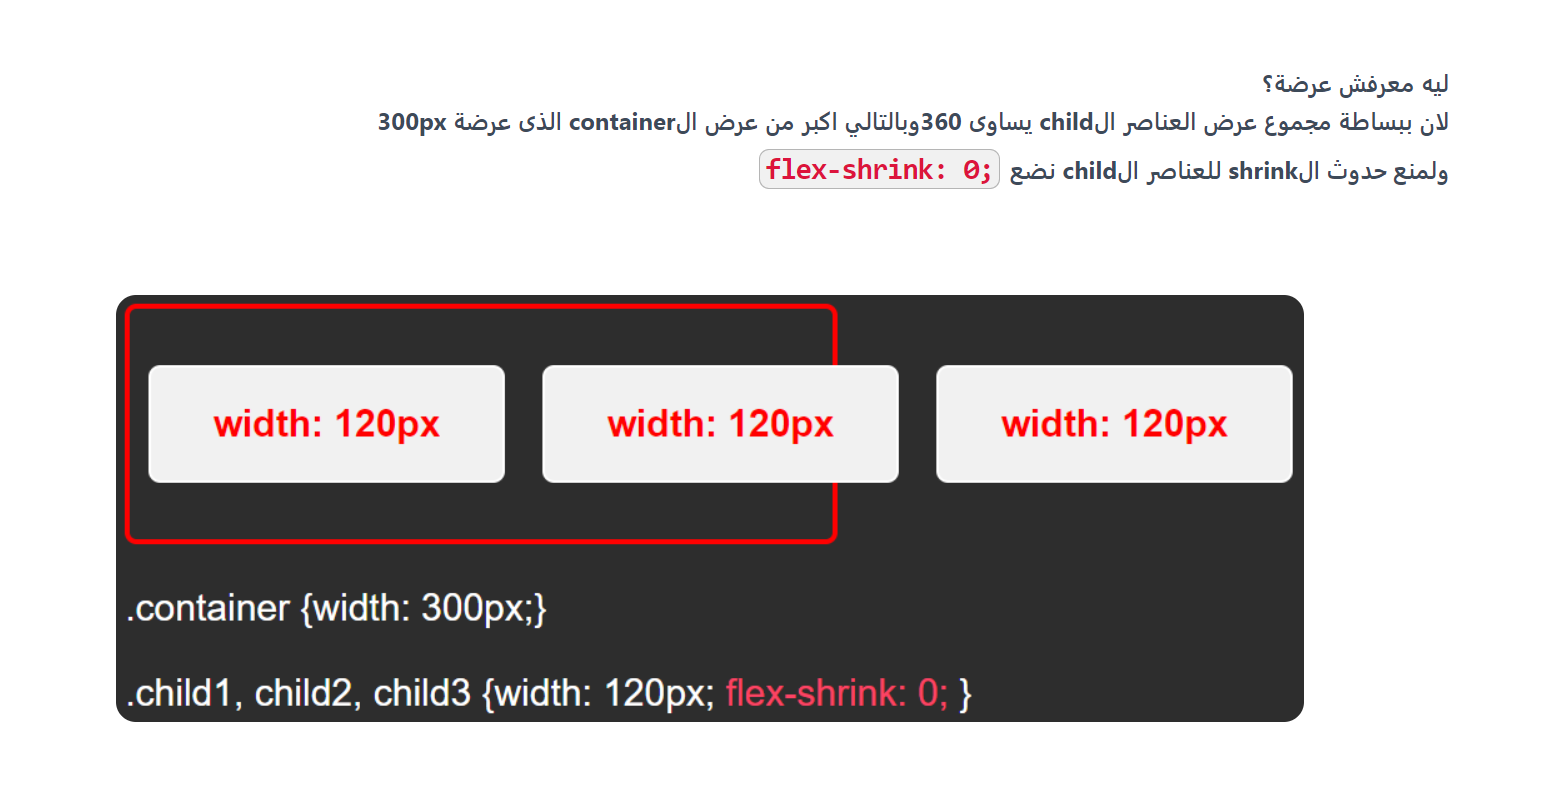 ليه معرفش عرضة؟
لان ببساطة مجموع عرض العناصر الchild يساوى 360وبالتالي اكبر من عرض الcontainer الذى عرضة 300px
ولمنع حدوث الshrink للعناصر الchild نضع flex-shrink: 0;
width: 120px width: 120px width: 120px
.container {width: 300px;}
.child1, child2, child3 {width: 120px; flex-shrink: 0; }